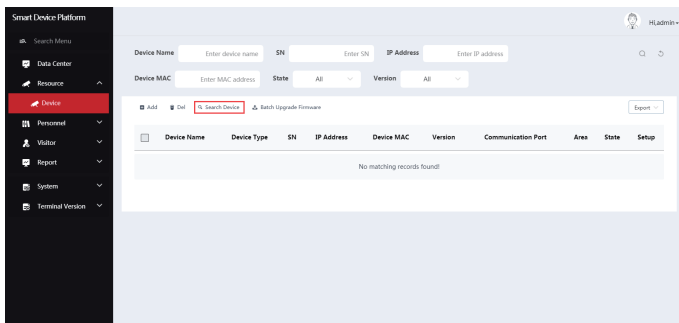 Smart Device Platform
Hi,admin
Search Menu
Data Center
Resource
Device
Personnel
Visitor
Report
System
Terminal Version
Device Name Enter device name SN Enter SN IP Address Enter IP address
Device MAC Enter MAC address State All Version All
Add Del Search Device Batch Upgrade Firmware Export
Device Name Device Type SN IP Address Device MAC Version Communication Port Area State Setup
No matching records found!